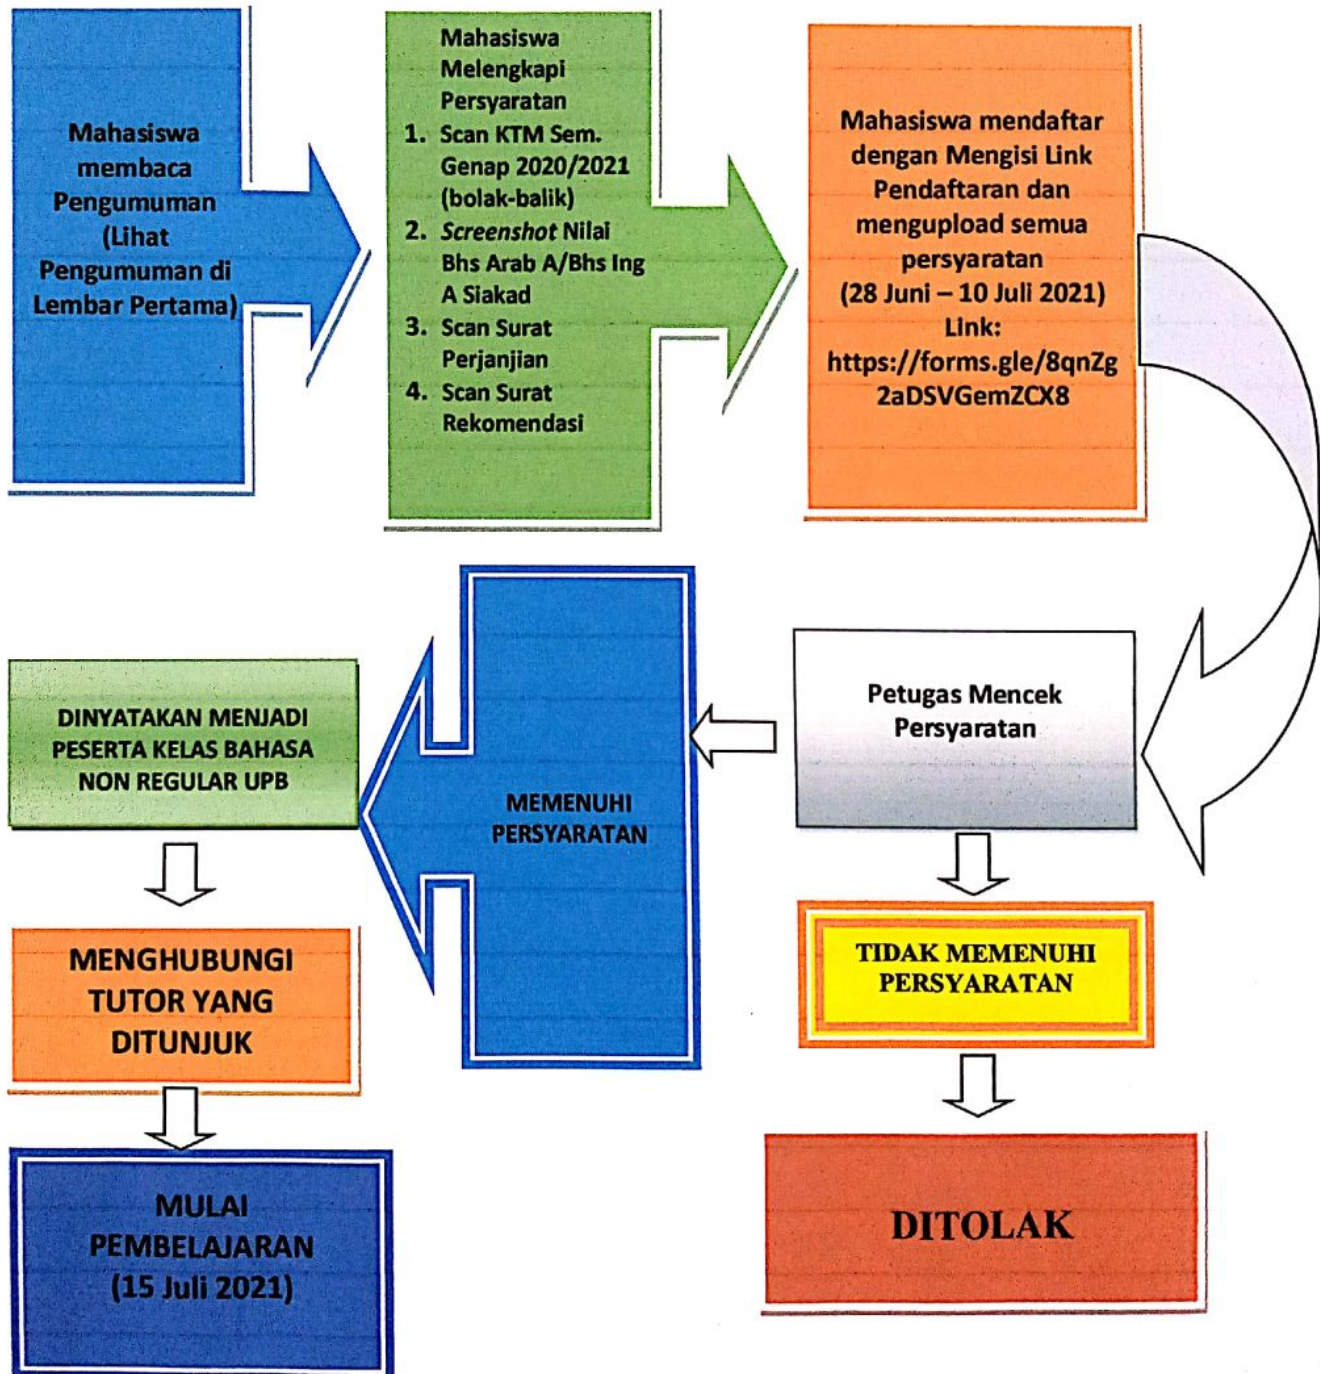 Mahasiswa
membaca
Pengumuman
(Lihat
Pengumuman di
Lembar Pertama)
Mahasiswa
Melengkapi
Persyaratan
1. Scan KTM Sem.
Genap 2020/2021
(bolak-balik)
2. Screenshot Nilai
Bhs Arab A/Bhs Ing
A Siakad
3. Scan Surat
Perjanjian
4. Scan Surat
Rekomendasi
Mahasiswa mendaftar
dengan Mengisi Link
Pendaftaran dan
mengupload semua
persyaratan
(28 Juni – 10 Juli 2021)
Link:
https://forms.gle/8qnZg
2aDSVGemZCX8
Petugas Mencek
Persyaratan
MEMENUHI
PERSYARATAN
DINYATAKAN MENJADI
PESERTA KELAS BAHASA
NON REGULAR UPB
MENGHUBUNGI
TUTOR YANG
DITUNJUK
MULAI
PEMBELAJARAN
(15 Juli 2021)
TIDAK MEMENUHI
PERSYARATAN
DITOLAK